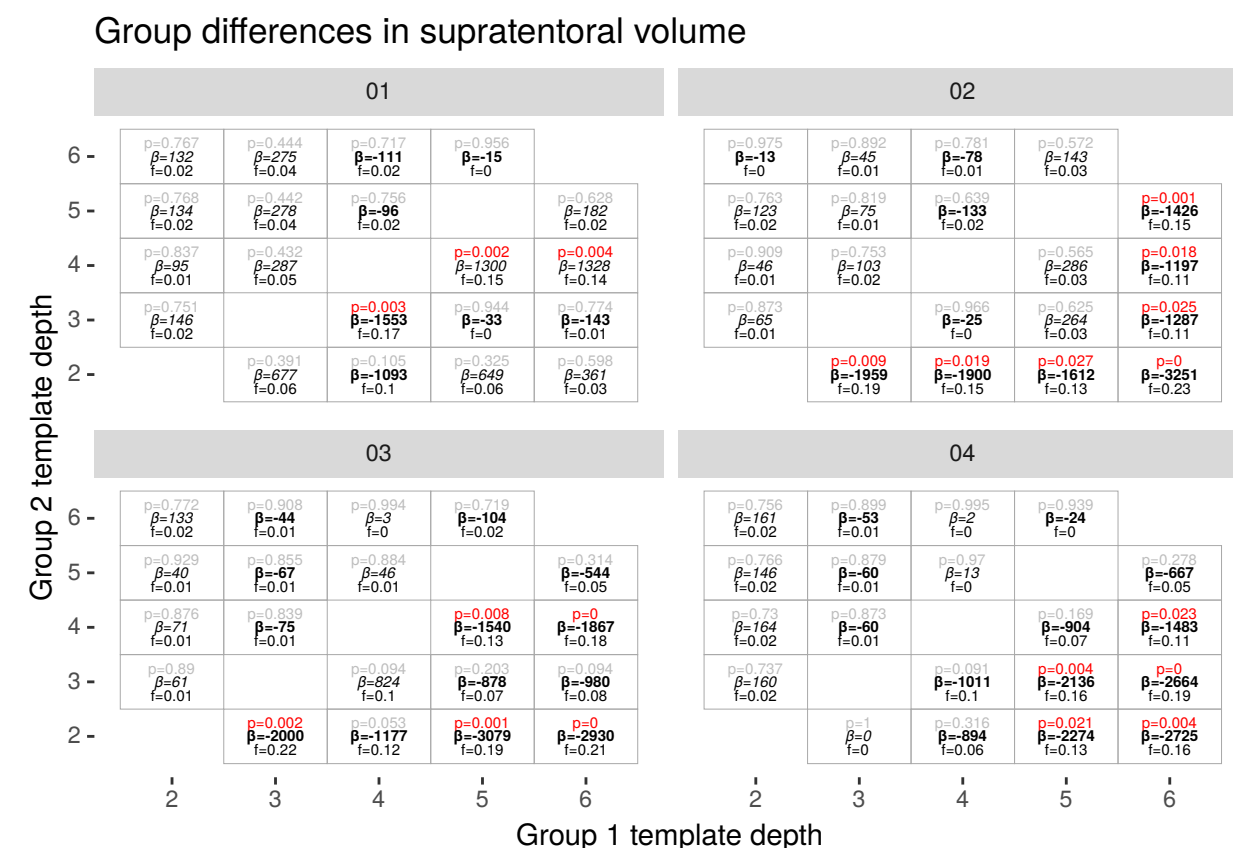 Group differences in supratentoral volume
01
02
p=0.767 p=0.444 p=0.717 p=0.956
β=132 β=275 β=-111 β=-15
f=0.02 f=0.04 f=0.02 f=0
p=0.975 p=0.892 p=0.781 p=0.572
β=-13 β=45 β=-78 β=143
f=0 f=0.01 f=0.01 f=0.03
6
p=0.768 p=0.442 p=0.756 p=0.628
β=134 β=278 β=-96 β=182
f=0.02 f=0.04 f=0.02 f=0.02
p=0.763 p=0.819 p=0.639 p=0.001
β=123 β=75 β=-133 β=-1426
f=0.02 f=0.01 f=0.02 f=0.15
5
p=0.837 p=0.432 p=0.002 p=0.004
β=95 β=287 β=1300 β=1328
f=0.01 f=0.05 f=0.15 f=0.14
p=0.909 p=0.753 p=0.565 p=0.018
β=46 β=103 β=286 β=-1197
f=0.01 f=0.02 f=0.03 f=0.11
4
p=0.751 p=0.003 p=0.944 p=0.774
β=146 β=-1553 β=-33 β=-143
f=0.02 f=0.17 f=0 f=0.01
p=0.873 p=0.966 p=0.625 p=0.025
β=65 β=-25 β=264 β=-1287
f=0.01 f=0 f=0.03 f=0.11
3
p=0.391 p=0.105 p=0.325 p=0.598
β=677 β=-1093 β=649 β=361
f=0.06 f=0.1 f=0.06 f=0.03
p=0.009 p=0.019 p=0.027 p=0
β=-1959 β=-1900 β=-1612 β=-3251
f=0.19 f=0.15 f=0.13 f=0.23
2
03
04
p=0.772 p=0.908 p=0.994 p=0.719
β=133 β=-44 β=3 β=-104
f=0.02 f=0.01 f=0 f=0.02
p=0.756 p=0.899 p=0.995 p=0.939
β=161 β=-53 β=2 β=-24
f=0.02 f=0.01 f=0 f=0
6
p=0.929 p=0.855 p=0.884 p=0.314
β=40 β=-67 β=46 β=-544
f=0.01 f=0.01 f=0.01 f=0.05
p=0.766 p=0.879 p=0.97 p=0.278
β=146 β=-60 β=13 β=-667
f=0.02 f=0.01 f=0 f=0.05
5
p=0.876 p=0.839 p=0.008 p=0
β=71 β=-75 β=-1540 β=-1867
f=0.01 f=0.01 f=0.13 f=0.18
p=0.73 p=0.873 p=0.169 p=0.023
β=164 β=-60 β=-904 β=-1483
f=0.02 f=0.01 f=0.07 f=0.11
4
p=0.89 p=0.094 p=0.203 p=0.094
β=61 β=824 β=-878 β=-980
f=0.01 f=0.1 f=0.07 f=0.08
p=0.737 p=0.091 p=0.004 p=0
β=160 β=-1011 β=-2136 β=-2664
f=0.02 f=0.1 f=0.16 f=0.19
3
p=0.002 p=0.053 p=0.001 p=0
β=-2000 β=-1177 β=-3079 β=-2930
f=0.22 f=0.12 f=0.19 f=0.21
p=1 p=0.316 p=0.021 p=0.004
β=0 β=-894 β=-2274 β=-2725
f=0 f=0.06 f=0.13 f=0.16
2
2 3 4 5 6
2 3 4 5 6
Group 1 template depth
Group 2 template depth